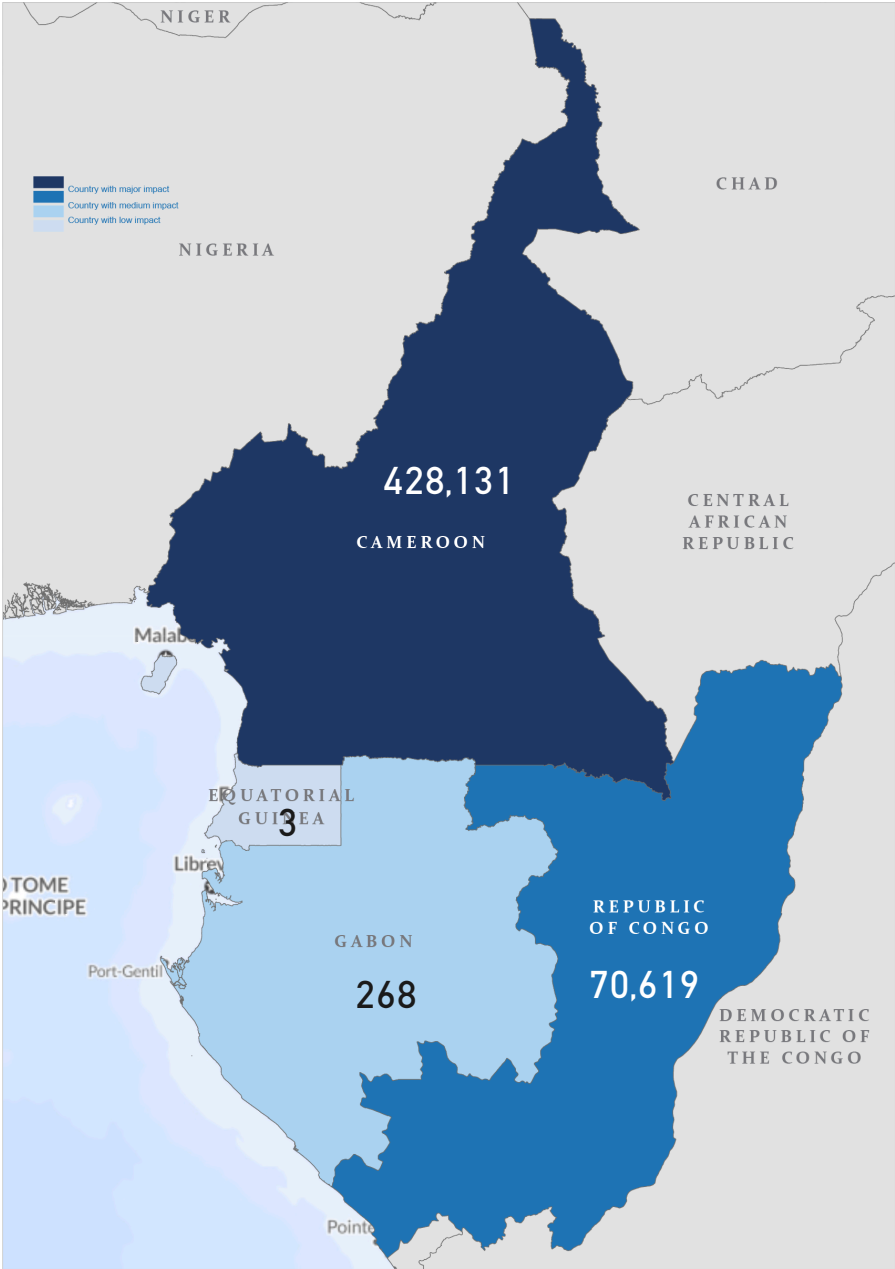 NIGER
CHAD
Country with major impact
Country with medium impact
Country with low impact
NIGERIA
428,131
CAMEROON
CENTRAL
AFRICAN
REPUBLIC
Malab
EQUATORIAL
GUINEA
3
Librev
TOME
PRINCIPE
REPUBLIC
OF CONGO
GABON
Port-Gentil
70,619
268
DEMOCRATIC
REPUBLIC OF
THE CONGO
Pointe